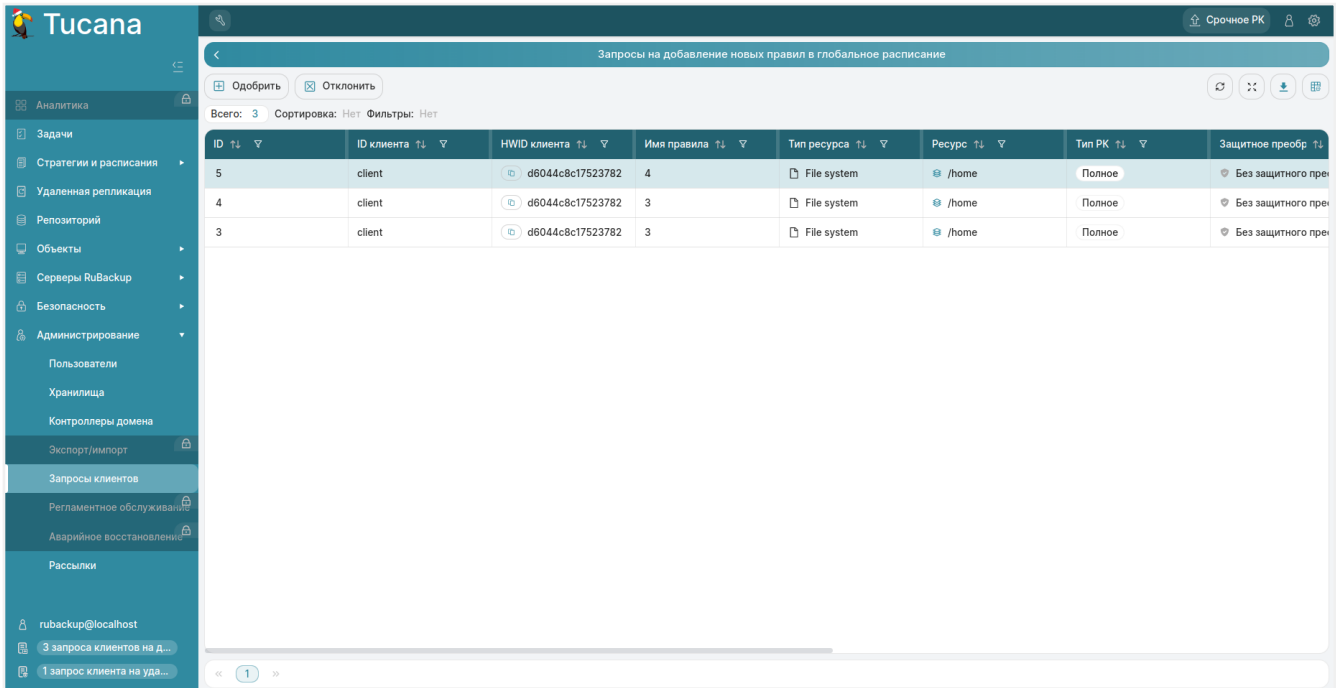 Tucana
Срочное РК
Запросы на добавление новых правил в глобальное расписание
Одобрить Отклонить
Всего: 3 Сортировка: Нет Фильтры: Нет
ID ID клиента HWID клиента Имя правила Тип ресурса Ресурс Тип РК Защитное преобр
5 client d6044c8c17523782 4 File system /home Полное Без защитного прео
4 client d6044c8c17523782 3 File system /home Полное Без защитного прео
3 client d6044c8c17523782 3 File system /home Полное Без защитного прео
Аналитика
Задачи
Стратегии и расписания
Удаленная репликация
Репозиторий
Объекты
Серверы RuBackup
Безопасность
Администрирование
Пользователи
Хранилища
Контроллеры домена
Экспорт/импорт
Запросы клиентов
Регламентное обслуживание
Аварийное восстановление
Рассылки
rubackup@localhost
3 запроса клиентов на д...
1 запрос клиента на уда...
« 1 »